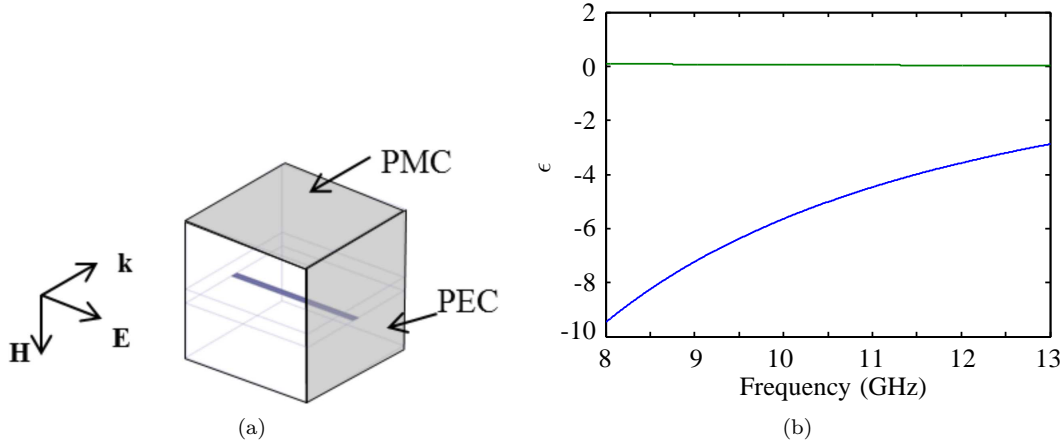 PMC
k
PEC
E
H
(a)
2
0
-2
-4
-6
-8
-10
ϵ
8 9 10 11 12 13
Frequency (GHz)
(b)